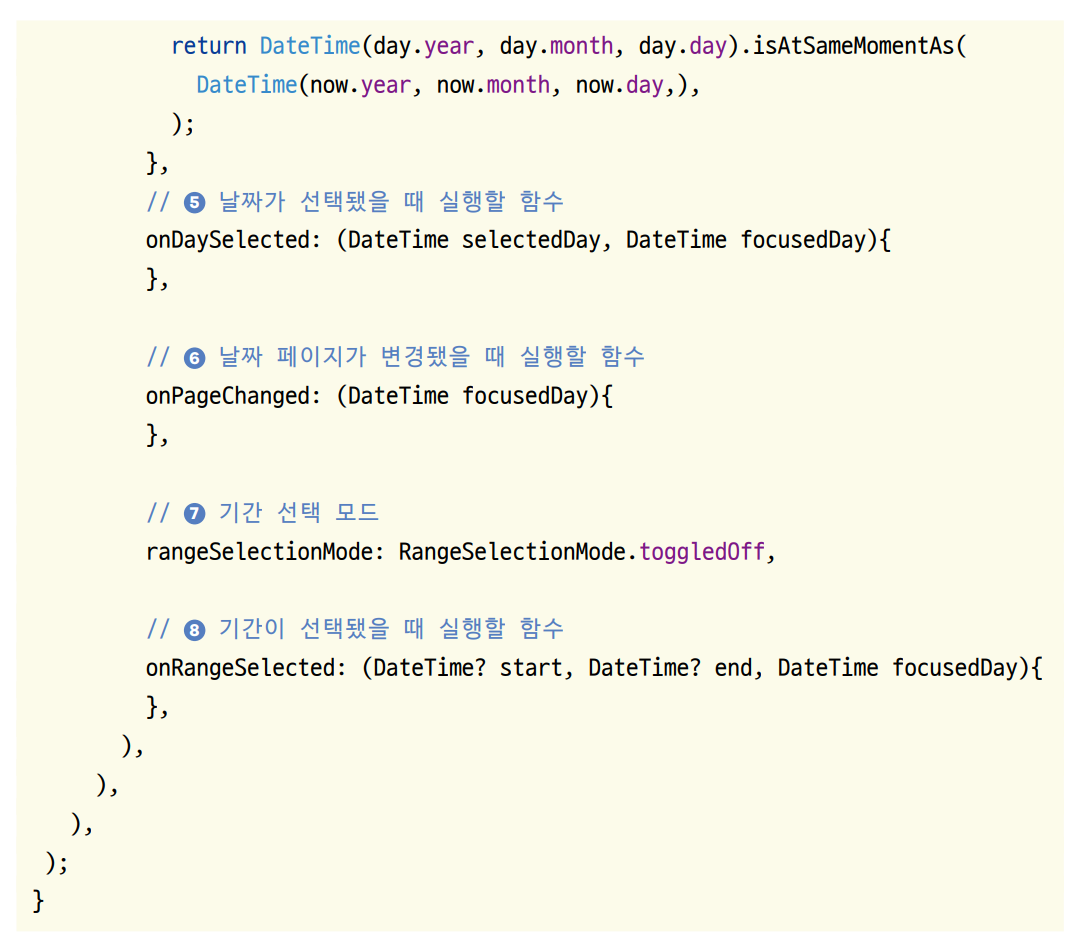 return DateTime(day.year, day.month, day.day).isAtSameMomentAs(
DateTime(now.year, now.month, now.day,),
);
},
// ❺ 날짜가 선택됐을 때 실행할 함수
onDaySelected: (DateTime selectedDay, DateTime focusedDay){
},
// ❻ 날짜 페이지가 변경됐을 때 실행할 함수
onPageChanged: (DateTime focusedDay){
},
// ❼ 기간 선택 모드
rangeSelectionMode: RangeSelectionMode.toggledOff,
// ❽ 기간이 선택됐을 때 실행할 함수
onRangeSelected: (DateTime? start, DateTime? end, DateTime focusedDay){
},
),
),
),
);
}